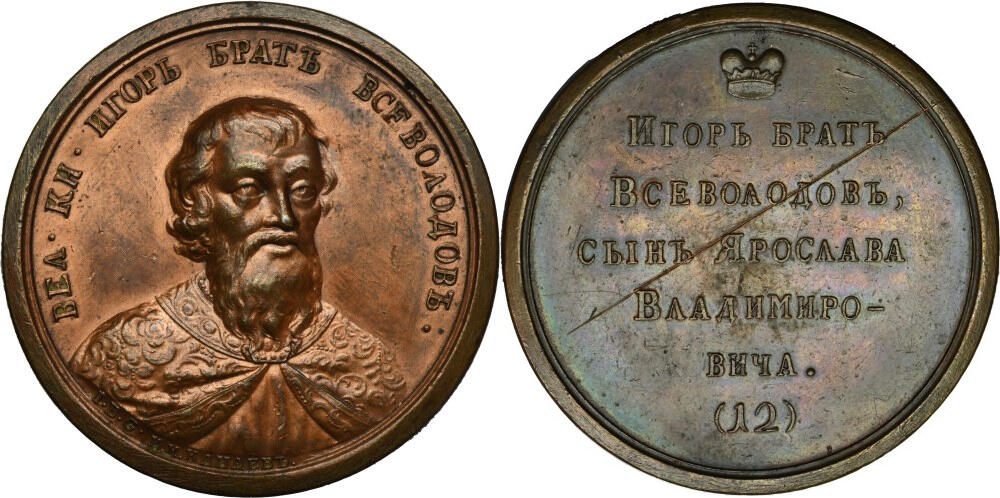 ВЕЛ · КН · ИГОРЬ БРАТЪ ВСЕВОЛОДОВЪ :
ИГОРЬ БРАТЪ
ВСЕВОЛОДОВЪ,
СЫНЪ ЯРОСЛАВА
ВЛАДИМИРО–
ВИЧА .
(12)